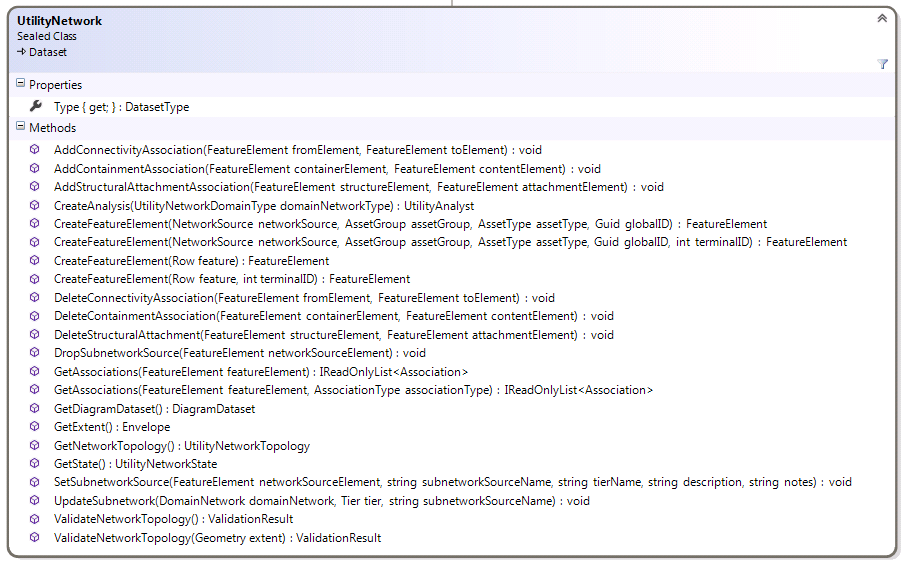 UtilityNetwork
Sealed Class
Dataset
Properties
Type { get; } : DatasetType
Methods
AddConnectivityAssociation(FeatureElement fromElement, FeatureElement toElement) : void
AddContainmentAssociation(FeatureElement containerElement, FeatureElement contentElement) : void
AddStructuralAttachmentAssociation(FeatureElement structureElement, FeatureElement attachmentElement) : void
CreateAnalysis(UtilityNetworkDomainType domainNetworkType) : UtilityAnalyst
CreateFeatureElement(NetworkSource networkSource, AssetGroup assetGroup, AssetType assetType, Guid globalID) : FeatureElement
CreateFeatureElement(NetworkSource networkSource, AssetGroup assetGroup, AssetType assetType, Guid globalID, int terminalID) : FeatureElement
CreateFeatureElement(Row feature) : FeatureElement
CreateFeatureElement(Row feature, int terminalID) : FeatureElement
DeleteConnectivityAssociation(FeatureElement fromElement, FeatureElement toElement) : void
DeleteContainmentAssociation(FeatureElement containerElement, FeatureElement contentElement) : void
DeleteStructuralAttachment(FeatureElement structureElement, FeatureElement attachmentElement) : void
DropSubnetworkSource(FeatureElement networkSourceElement) : void
GetAssociations(FeatureElement featureElement) : IReadOnlyList<Association>
GetAssociations(FeatureElement featureElement, AssociationType associationType) : IReadOnlyList<Association>
GetDiagramDataset() : DiagramDataset
GetExtent() : Envelope
GetNetworkTopology() : UtilityNetworkTopology
GetState() : UtilityNetworkState
SetSubnetworkSource(FeatureElement networkSourceElement, string subnetworkSourceName, string tierName, string description, string notes) : void
UpdateSubnetwork(DomainNetwork domainNetwork, Tier tier, string subnetworkSourceName) : void
ValidateNetworkTopology() : ValidationResult
ValidateNetworkTopology(Geometry extent) : ValidationResult